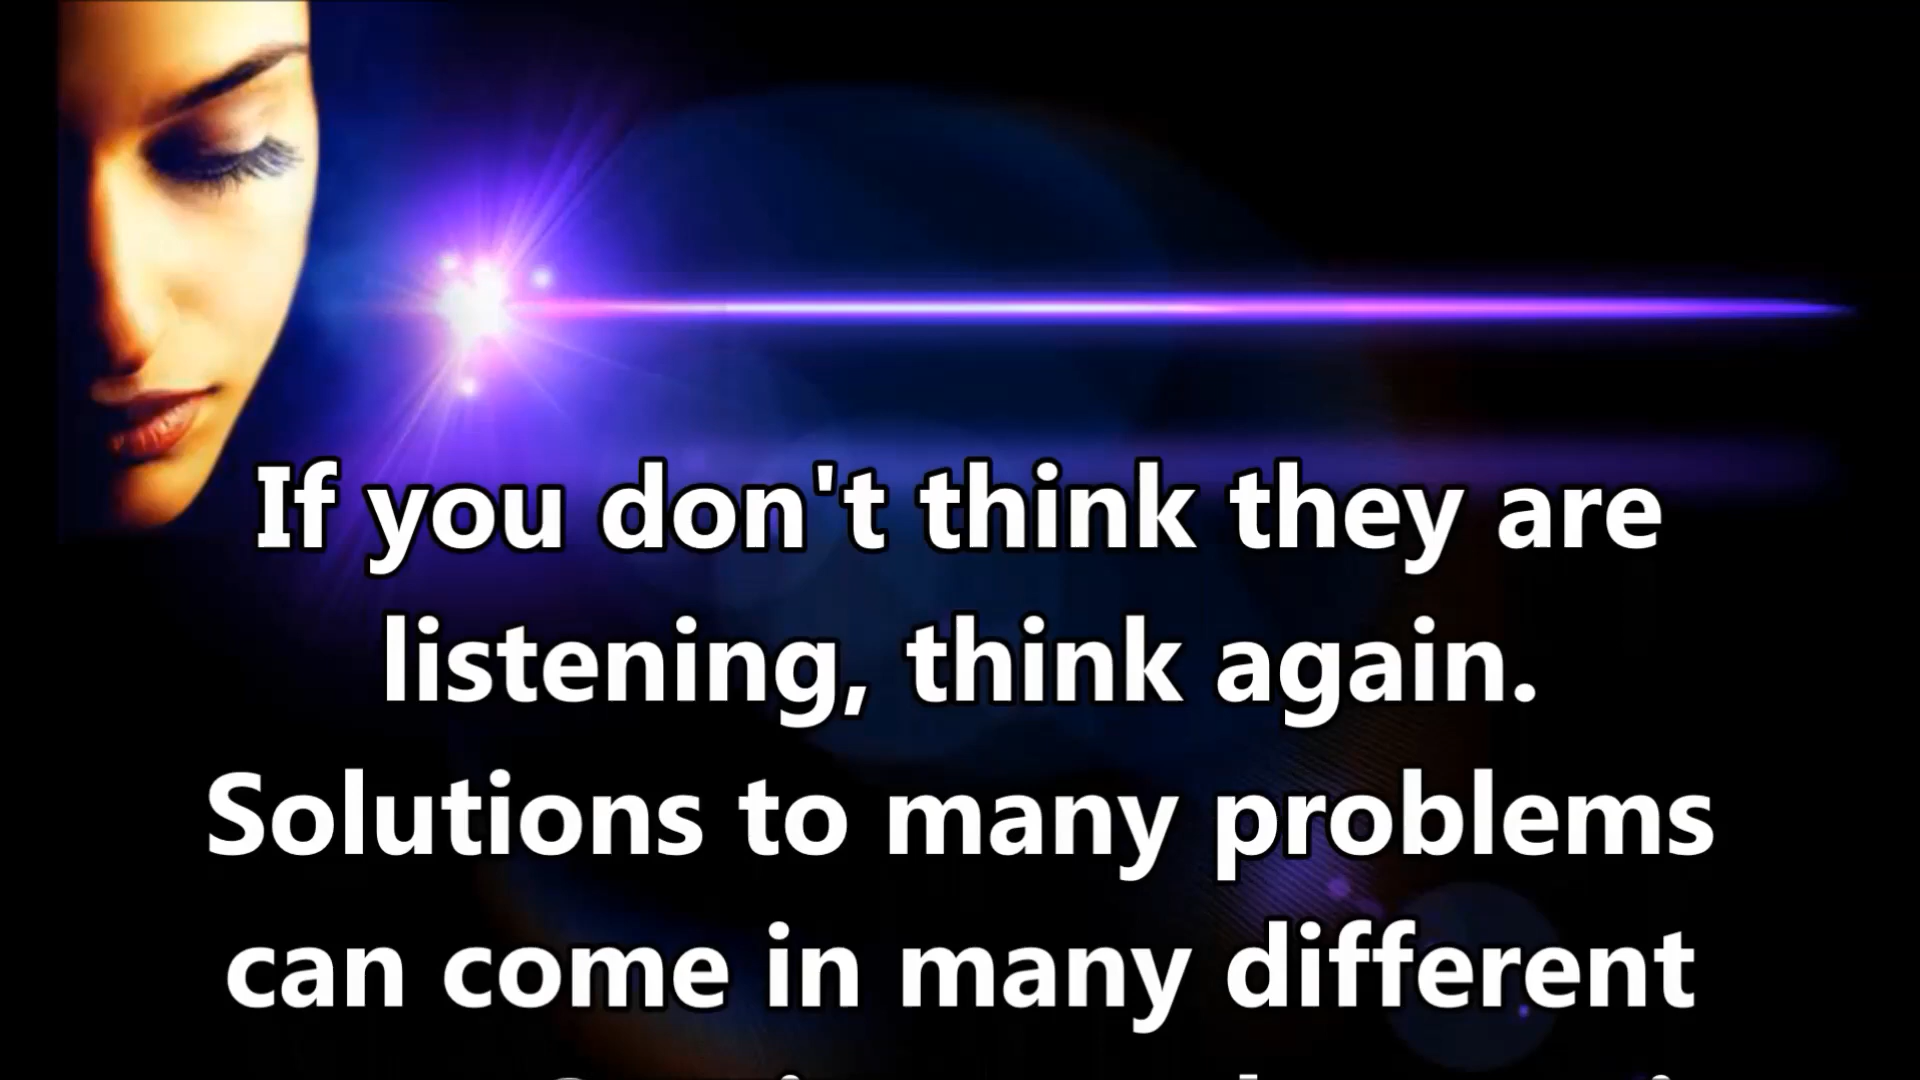 If you don't think they are
listening, think again.
Solutions to many problems
can come in many different